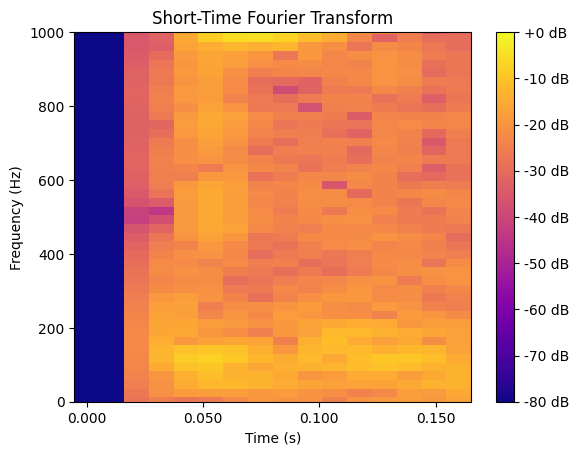 Short-Time Fourier Transform
Frequency (Hz)
1000
800
600
400
200
0
0.000
0.050
0.100
0.150
Time (s)
+0 dB
-10 dB
-20 dB
-30 dB
-40 dB
-50 dB
-60 dB
-70 dB
-80 dB